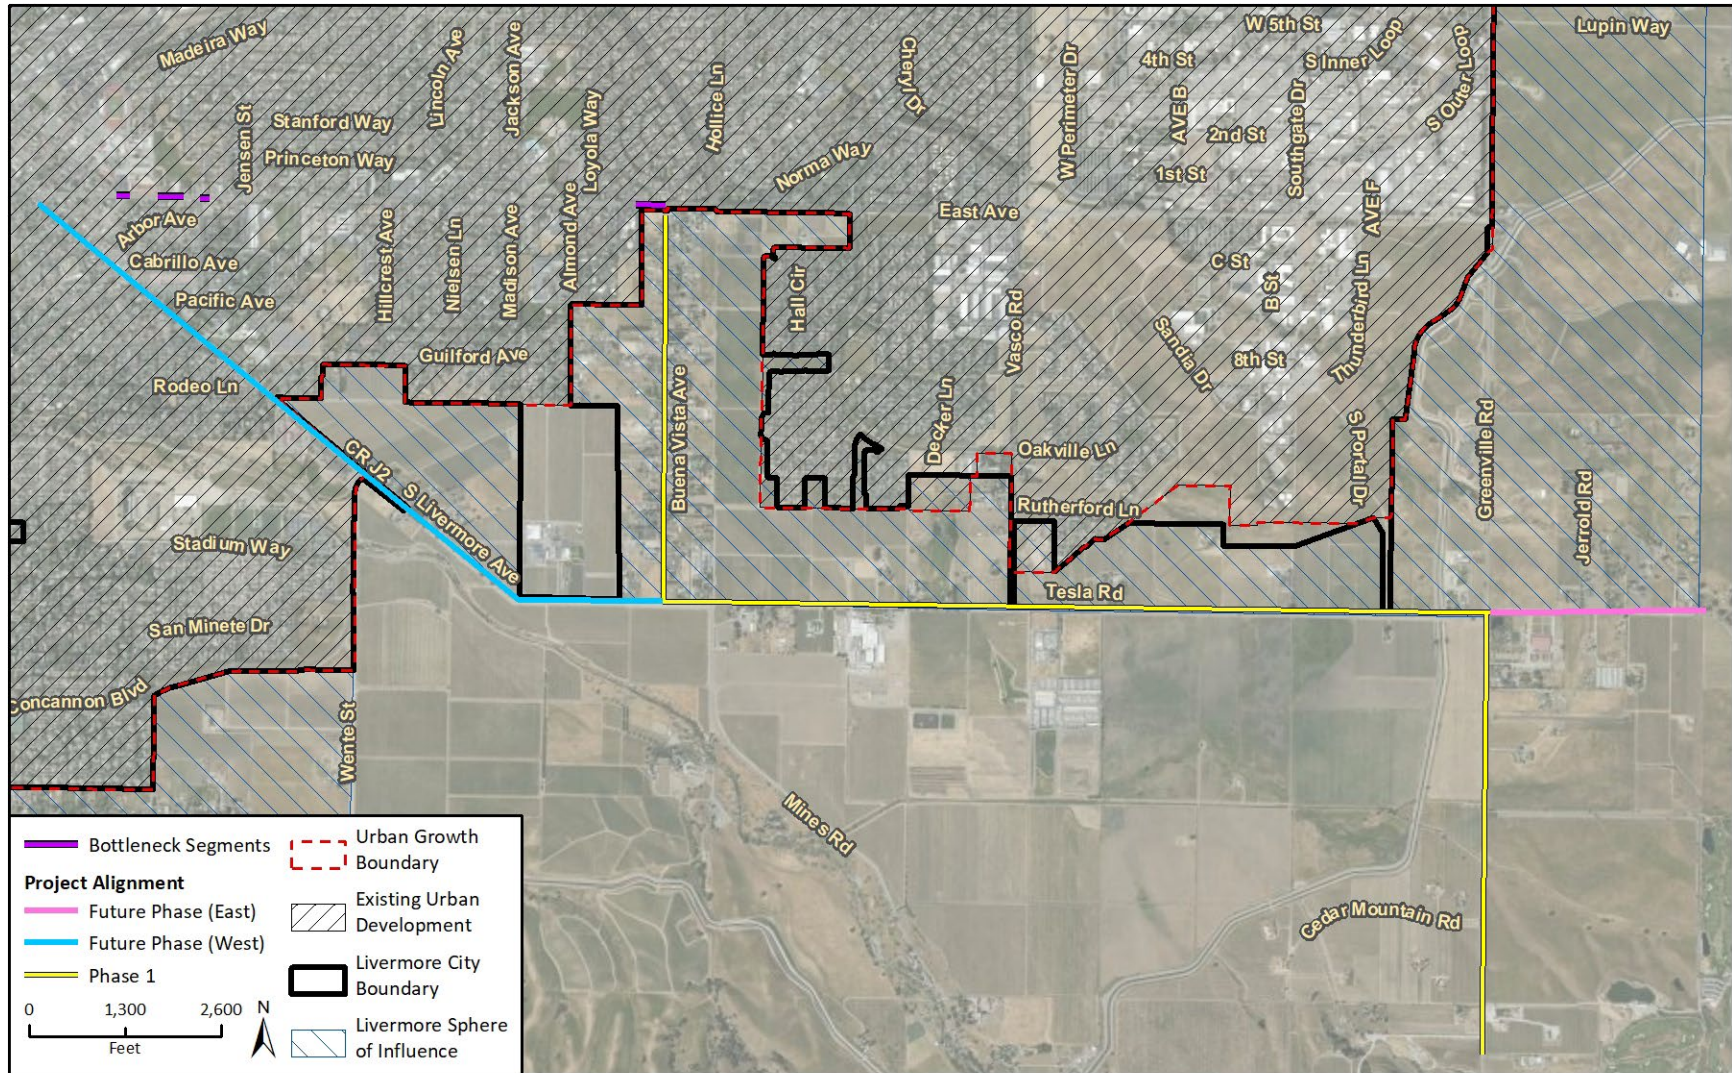 Madeira Way
Lincoln Ave
Jackson Ave
Cheryl Dr
W 5th St
S Inner Loop
Lupin Way
4th St
S Outer Loop
W Perimeter Dr
Hollice Ln
Loyola Way
AVE B
Southgate Dr
Jensen St
Stanford Way
Princeton Way
2nd St
Norma Way
1st St
Arbor Ave
Hillcrest Ave
Nielsen Ln
Madison Ave
Almond Ave
East Ave
AVE F
Cabrillo Ave
Pacific Ave
Hall Cir
C St
B St
Thunderbird Ln
Vasco Rd
Sandia Dr
Guilford Ave
8th St
Rodeo Ln
Buena Vista Ave
Decker Ln
Oakville Ln
S Portal Dr
Greenville Rd
CR J2
S Livermore Ave
Rutherford Ln
Jerrold Rd
Stadium Way
Tesla Rd
San Minete Dr
Concannon Blvd
Wente St
Mines Rd
Cedar Mountain Rd
Bottleneck Segments
Project Alignment
Future Phase (East)
Future Phase (West)
Phase 1
0 1,300 2,600
Feet
N
Urban Growth
Boundary
Existing Urban
Development
Livermore City
Boundary
Livermore Sphere
of Influence